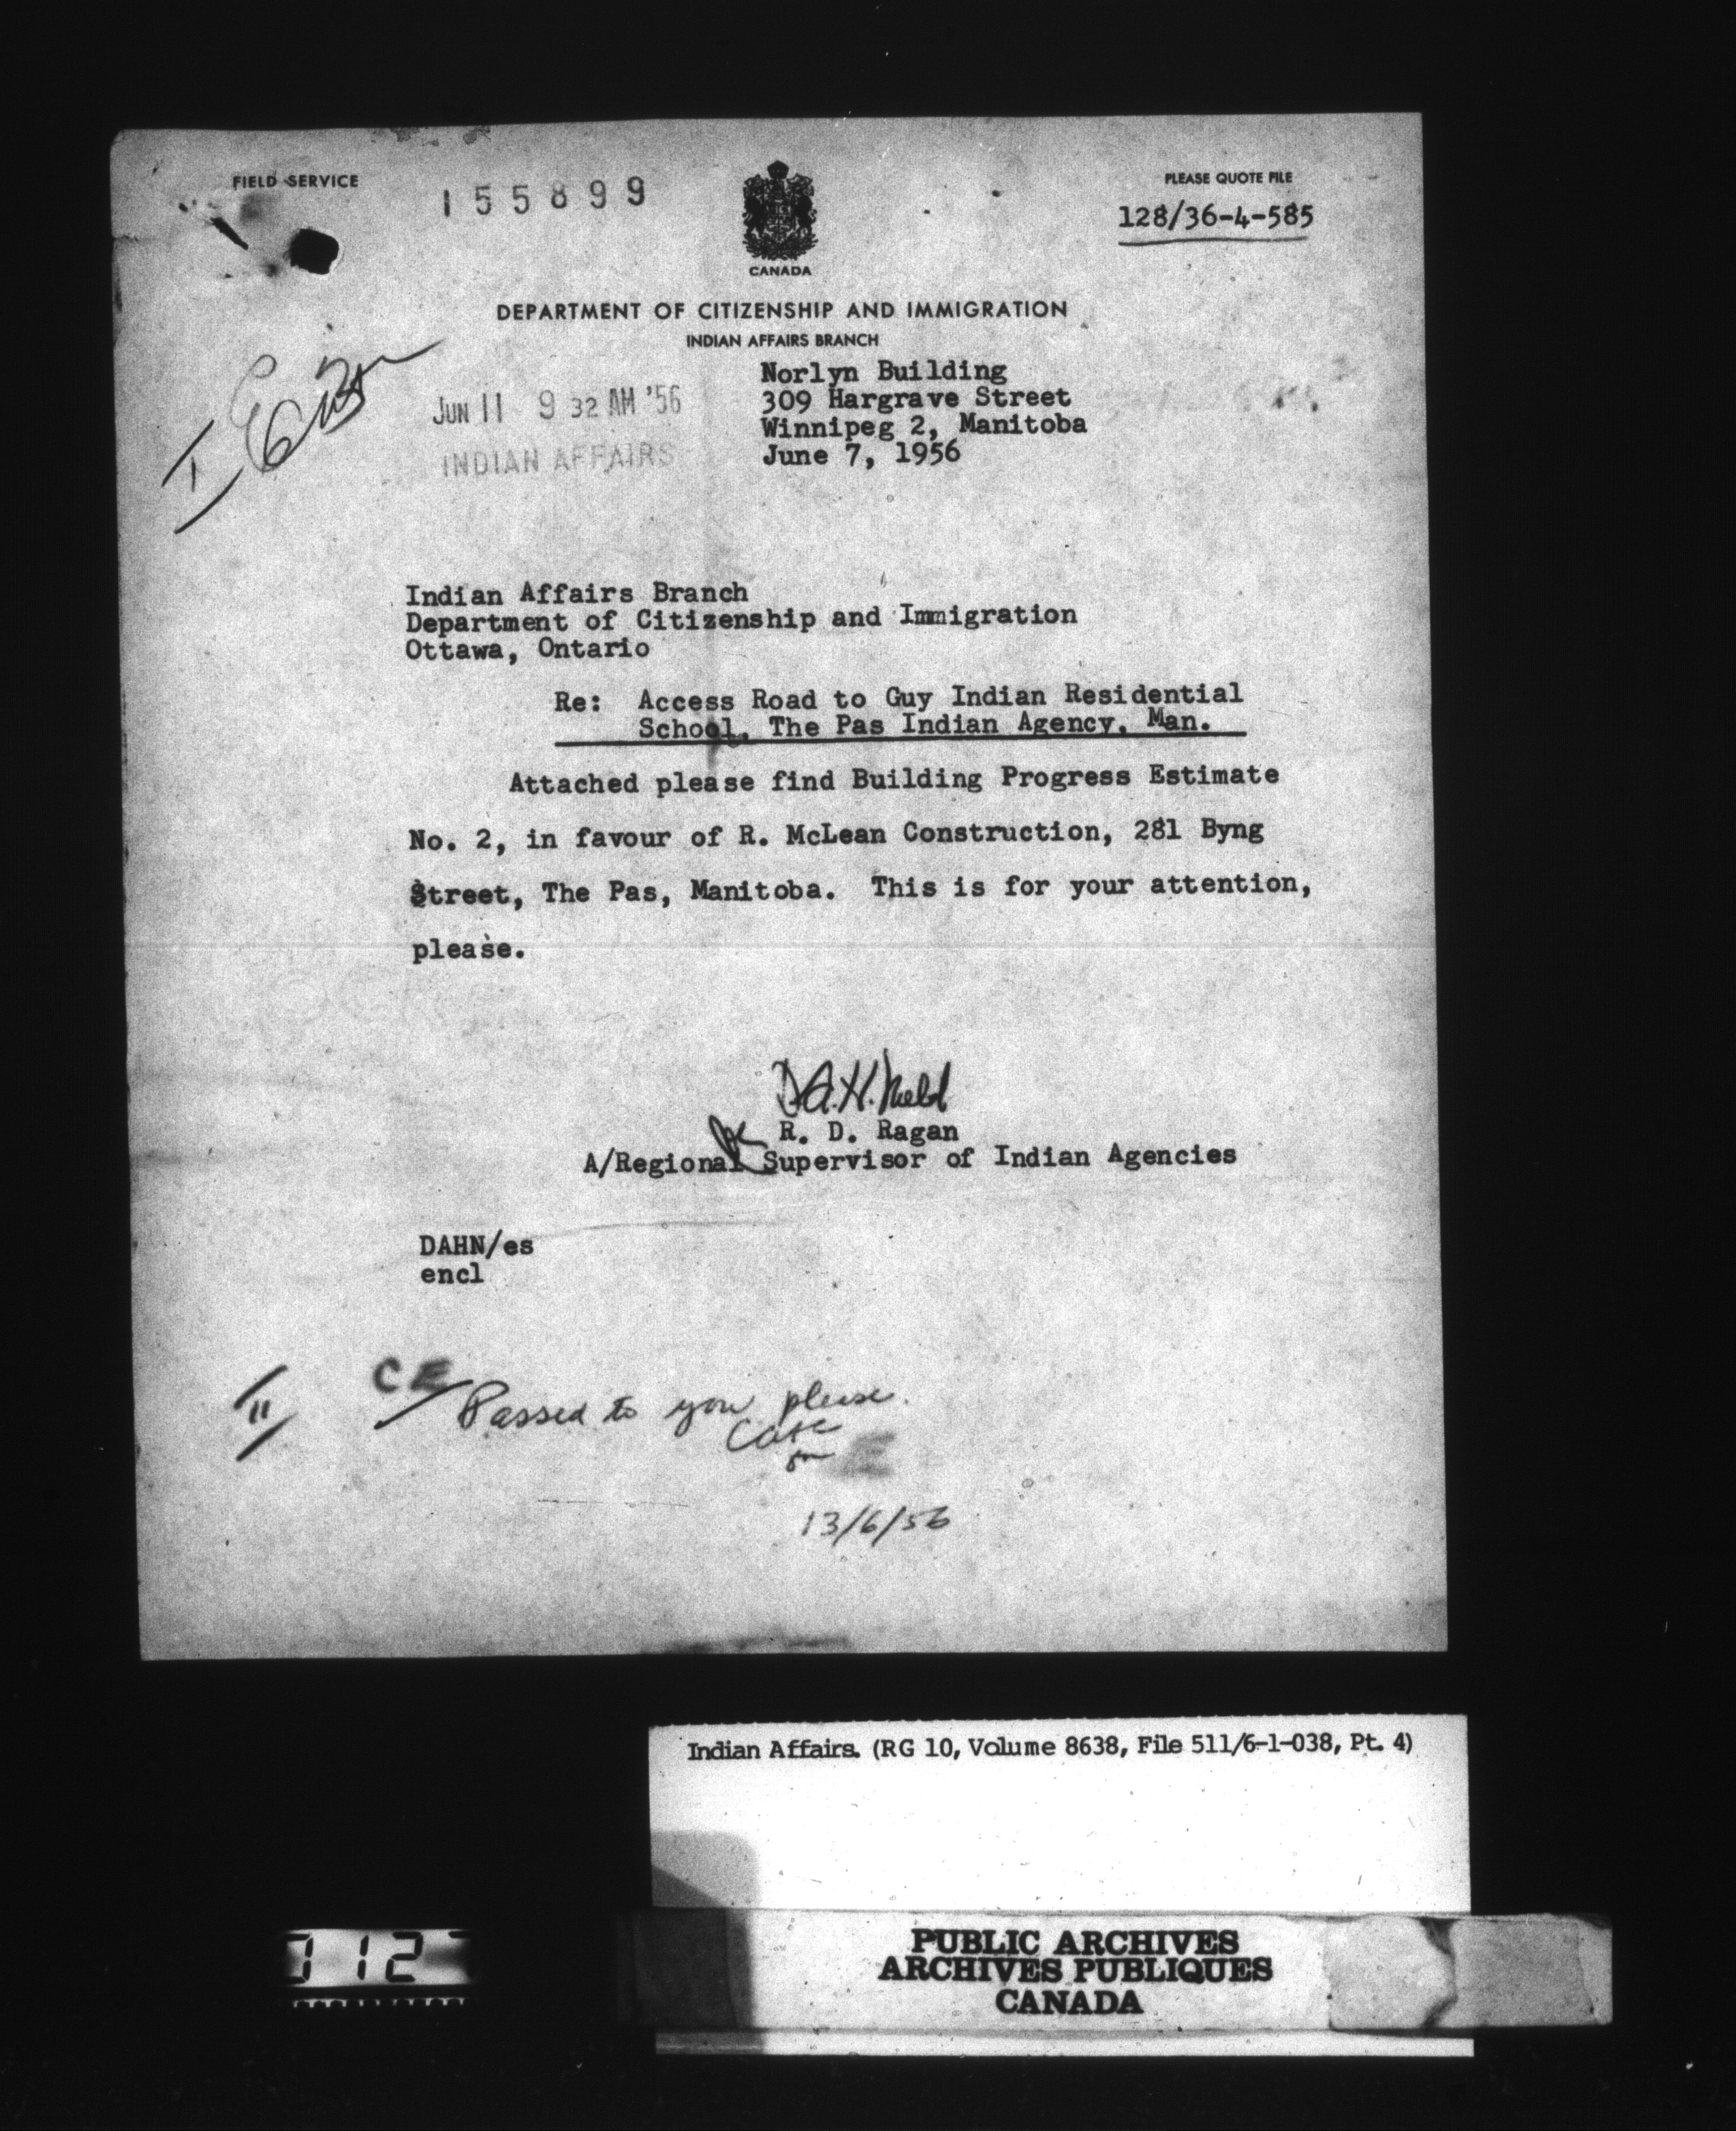 FIELD SERVICE
155899
PLEASE QUOTE FILE
128/36-4-585
CANADA
DEPARTMENT OF CITIZENSHIP AND IMMIGRATION
INDIAN AFFAIRS BRANCH
Norlyn Building
309 Hargrave Street
Winnipeg 2, Manitoba
June 7, 1956
JUN 11 9 32 AM '56
INDIAN AFFAIRS
I
Indian Affairs Branch
Department of Citizenship and Immigration
Ottawa, Ontario
Re: Access Road to Guy Indian Residential
School, The Pas Indian Agency, Man.
Attached please find Building Progress Estimate
No. 2, in favour of R. McLean Construction, 281 Byng
Street, The Pas, Manitoba. This is for your attention,
please.
D.A.H. Nield
for R. D. Ragan
A/Regional Supervisor of Indian Agencies
DAHN/es
encl
II
CE
Passed to you please.
13/6/56
Indian Affairs. (RG 10, Volume 8638, File 511/6-1-038, Pt. 4)
PUBLIC ARCHIVES
ARCHIVES PUBLIQUES
CANADA